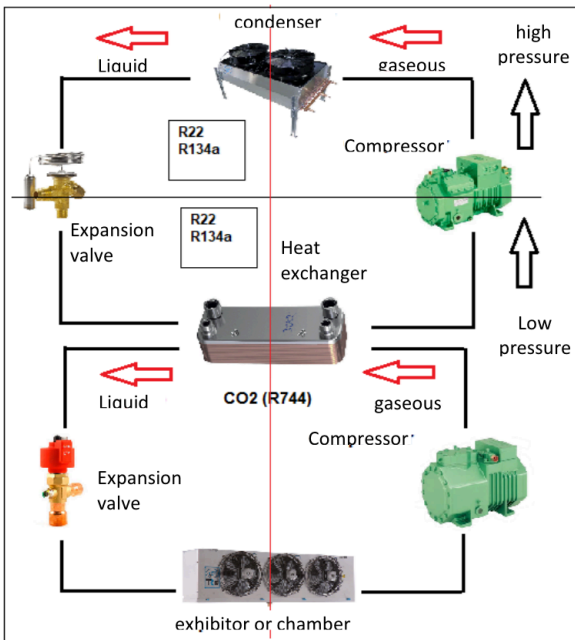 condenser
high
pressure
Liquid
gaseous
R22
R134a
Compressor
R22
R134a
Expansion
valve
Heat
exchanger
Low
pressure
Liquid
CO2 (R744)
gaseous
Compressor
Expansion
valve
exhibitor or chamber